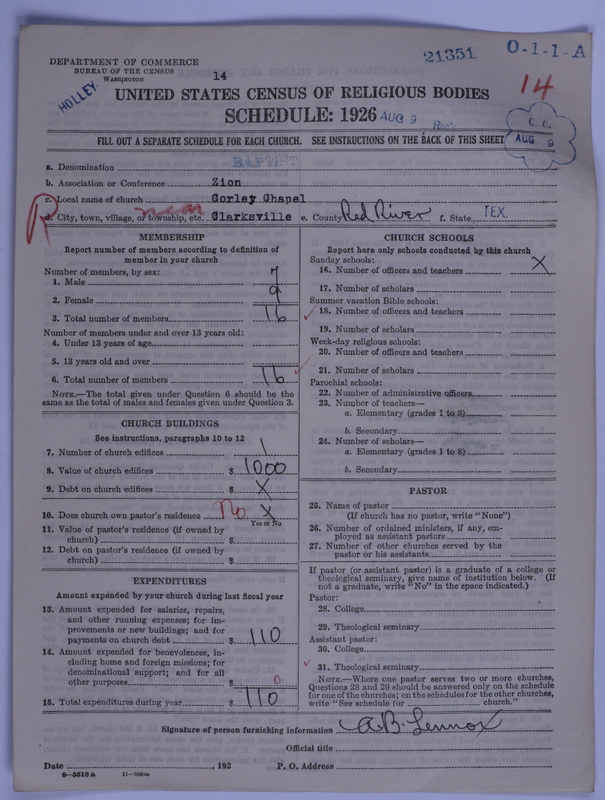 21351 O-1-1-A
DEPARTMENT OF COMMERCE
BUREAU OF THE CENSUS
WASHINGTON
14
14
HOLLEY
UNITED STATES CENSUS OF RELIGIOUS BODIES
SCHEDULE: 1926 AUG 9
C. C.
AUG 9
FILL OUT A SEPARATE SCHEDULE FOR EACH CHURCH. SEE INSTRUCTIONS ON THE BACK OF THIS SHEET
a. Denomination BAPTIST
b. Association or Conference Zion
c. Local name of church Corley Chapel
R near
d. City, town, village, or township, etc. Clarksville e. County Red River f. State TEX.
MEMBERSHIP
Report number of members according to definition of
member in your church
Number of members, by sex:
1. Male 7
2. Female 9
3. Total number of members 16
Number of members under and over 13 years old:
4. Under 13 years of age
5. 13 years old and over
6. Total number of members 16
NOTE.—The total given under Question 6 should be the
same as the total of males and females given under Question 3.
CHURCH BUILDINGS
See instructions, paragraphs 10 to 12
7. Number of church edifices 1
8. Value of church edifices $ 1000
9. Debt on church edifices $ X
10. Does church own pastor's residence No X
Yes or No
11. Value of pastor's residence (if owned by
church) $
12. Debt on pastor's residence (if owned by
church) $
EXPENDITURES
Amount expended by your church during last fiscal year
13. Amount expended for salaries, repairs,
and other running expenses; for im-
provements or new buildings; and for
payments on church debt $ 110
14. Amount expended for benevolences, in-
cluding home and foreign missions; for
denominational support; and for all
other purposes $ 0
15. Total expenditures during year $ 110
CHURCH SCHOOLS
Report here only schools conducted by this church
Sunday schools:
16. Number of officers and teachers X
17. Number of scholars
Summer vacation Bible schools:
18. Number of officers and teachers
19. Number of scholars
Week-day religious schools:
20. Number of officers and teachers
21. Number of scholars
Parochial schools:
22. Number of administrative officers
23. Number of teachers—
a. Elementary (grades 1 to 8)
b. Secondary
24. Number of scholars—
a. Elementary (grades 1 to 8)
b. Secondary
PASTOR
25. Name of pastor
(If church has no pastor, write "None")
26. Number of ordained ministers, if any, em-
ployed as assistant pastors
27. Number of other churches served by the
pastor or his assistants
If pastor (or assistant pastor) is a graduate of a college or
theological seminary, give name of institution below. (If
not a graduate, write "No" in the space indicated.)
Pastor:
28. College
29. Theological seminary
Assistant pastor:
30. College
31. Theological seminary
NOTE.—Where one pastor serves two or more churches,
Questions 28 and 29 should be answered only on the schedule
for one of the churches; on the schedules for the other churches,
write "See schedule for church."
Signature of person furnishing information A B Lennox
Official title
Date , 192 P. O. Address
8-5513a 11-9864a